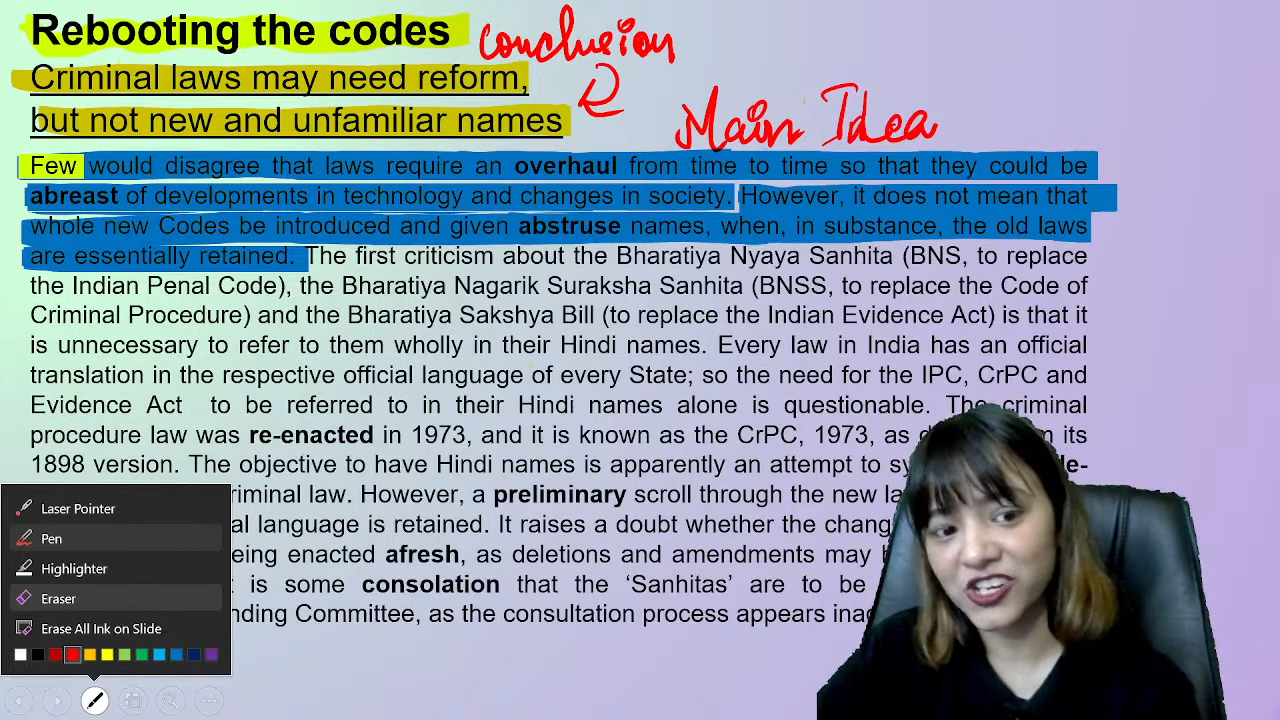 Rebooting the codes
conclusion
Criminal laws may need reform,
but not new and unfamiliar names
Main Idea
Few would disagree that laws require an overhaul from time to time so that they could be
abreast of developments in technology and changes in society. However, it does not mean that
whole new Codes be introduced and given abstruse names, when, in substance, the old laws
are essentially retained. The first criticism about the Bharatiya Nyaya Sanhita (BNS, to replace
the Indian Penal Code), the Bharatiya Nagarik Suraksha Sanhita (BNSS, to replace the Code of
Criminal Procedure) and the Bharatiya Sakshya Bill (to replace the Indian Evidence Act) is that it
is unnecessary to refer to them wholly in their Hindi names. Every law in India has an official
translation in the respective official language of every State; so the need for the IPC, CrPC and
Evidence Act to be referred to in their Hindi names alone is questionable. The criminal
procedure law was re-enacted in 1973, and it is known as the CrPC, 1973, as its
1898 version. The objective to have Hindi names is apparently an attempt to
criminal law. However, a preliminary scroll through the new
language is retained. It raises a doubt whether the
being enacted afresh, as deletions and amendments may
is some consolation that the ‘Sanhitas’ are to be
Committee, as the consultation process appears
Laser Pointer
Pen
Highlighter
Eraser
Erase All Ink on Slide